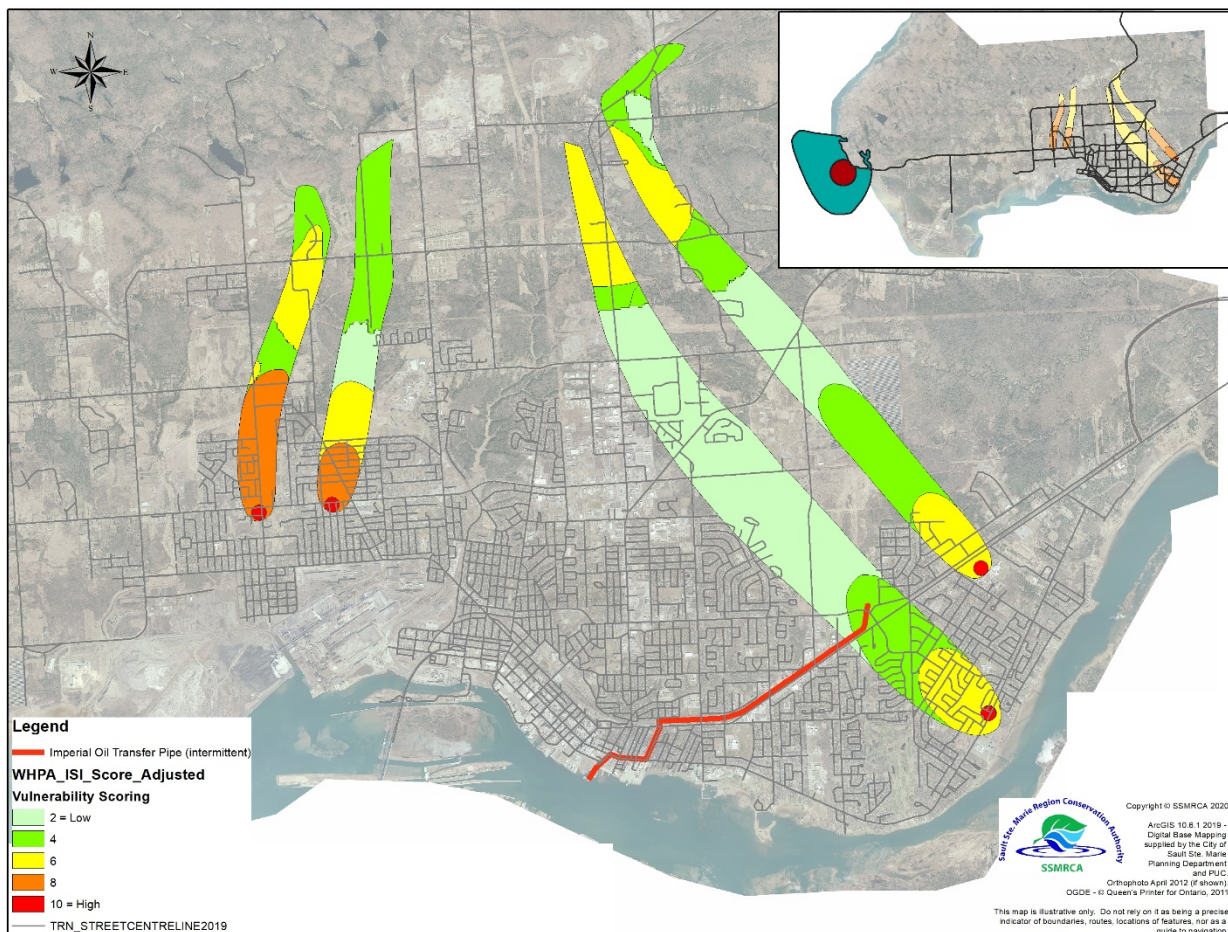 N
W E
S
Legend
Imperial Oil Transfer Pipe (intermittent)
WHPA_ISI_Score_Adjusted
Vulnerability Scoring
2 = Low
4
6
8
10 = High
TRN_STREETCENTRELINE2019
Sault Ste. Marie Region Conservation Authority
SSMRCA
Copyright © SSMRCA 2020
ArcGIS 10.6.1 2019 -
Digital Base Mapping
supplied by the City of
Sault Ste. Marie
Planning Department
and PUC
Orthophoto April 2012 (if shown).
OGDE - © Queen's Printer for Ontario, 2011
This map is illustrative only. Do not rely on it as being a precise
indicator of boundaries, routes, locations of features, nor as a
guide to navigation.